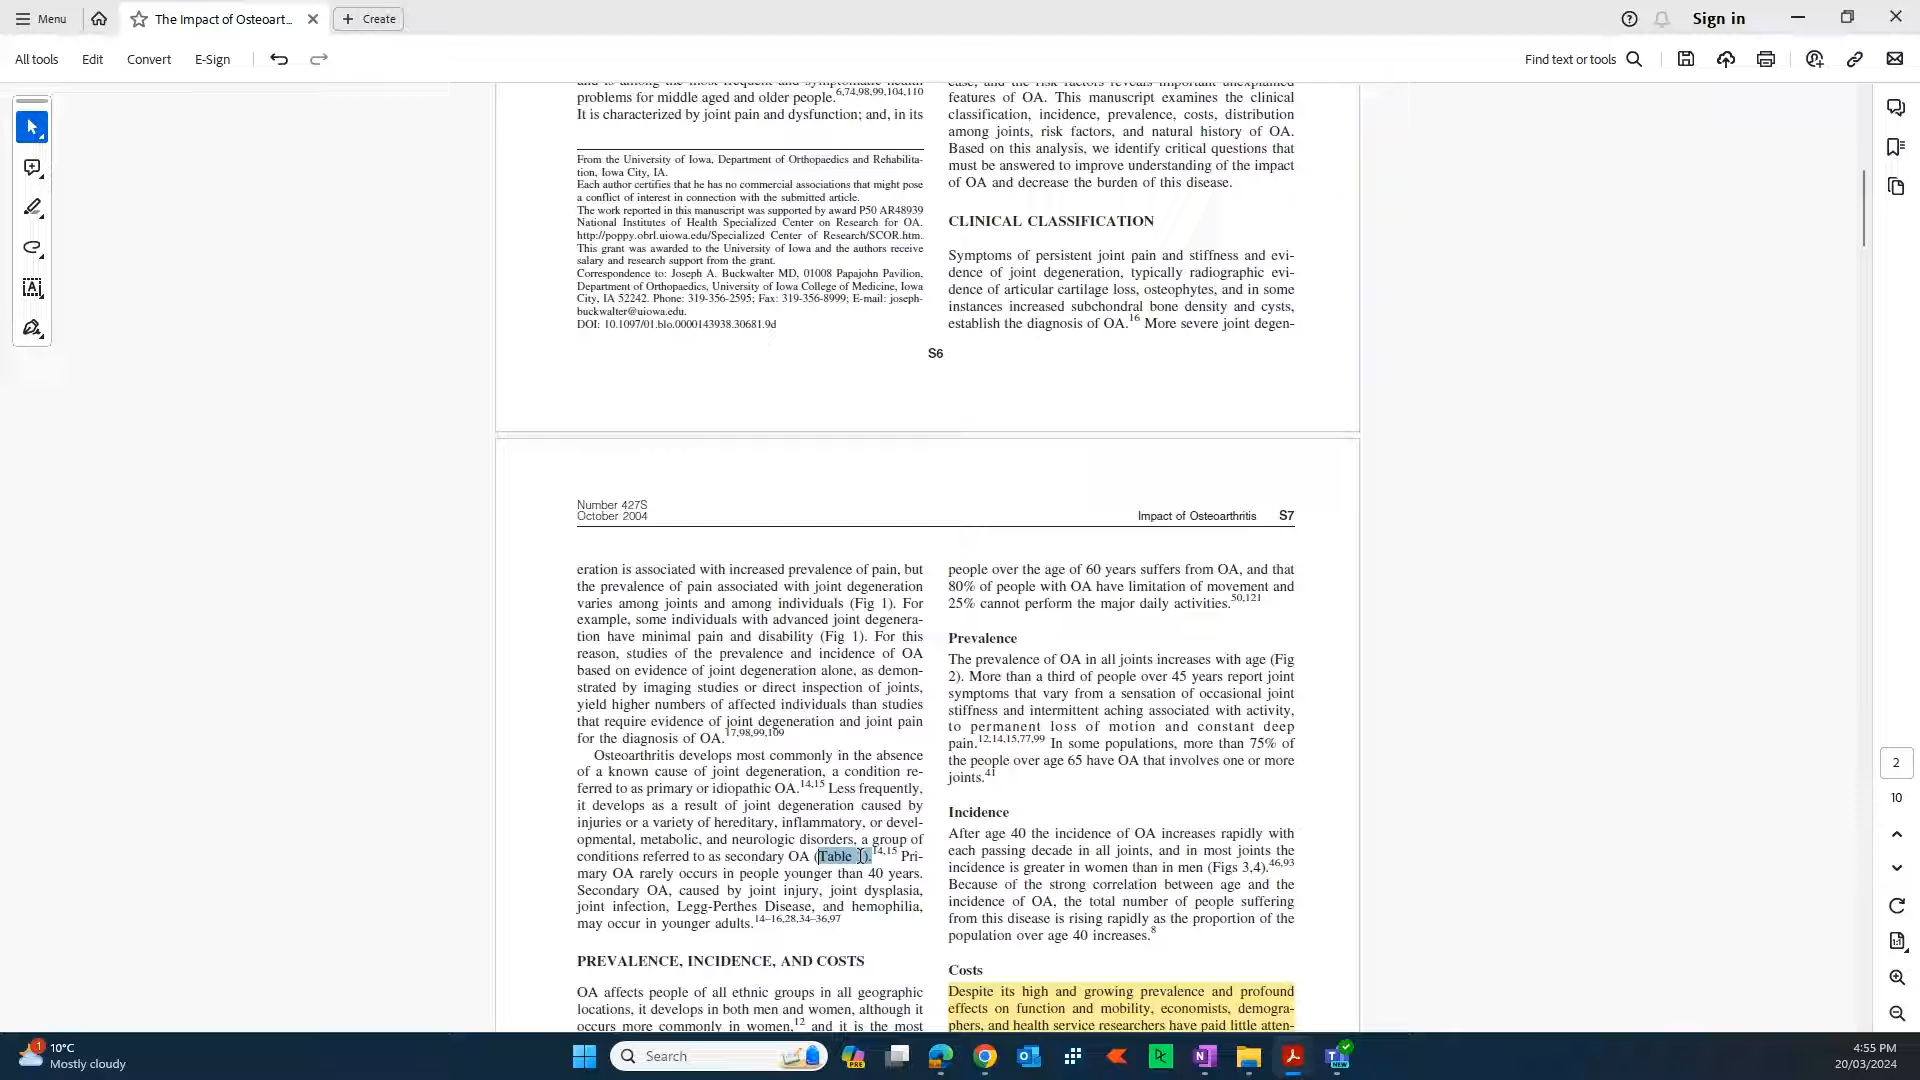 Menu
The Impact of Osteoart...
Create
Sign in
All tools
Edit
Convert
E-Sign
Find text or tools
problems for middle aged and older people.6,74,98,99,104,110
It is characterized by joint pain and dysfunction; and, in its
From the University of Iowa, Department of Orthopaedics and Rehabilita-
tion, Iowa City, IA.
Each author certifies that he has no commercial associations that might pose
a conflict of interest in connection with the submitted article.
The work reported in this manuscript was supported by award P50 AR48939
National Institutes of Health Specialized Center on Research for OA.
http://poppy.obrl.uiowa.edu/Specialized Center of Research/SCOR.htm.
This grant was awarded to the University of Iowa and the authors receive
salary and research support from the grant.
Correspondence to: Joseph A. Buckwalter MD, 01008 Papajohn Pavilion,
Department of Orthopaedics, University of Iowa College of Medicine, Iowa
City, IA 52242. Phone: 319-356-2595; Fax: 319-356-8999; E-mail: joseph-
buckwalter@uiowa.edu.
DOI: 10.1097/01.blo.0000143938.30681.9d
ease, and the risk factors reveals important unexplained
features of OA. This manuscript examines the clinical
classification, incidence, prevalence, costs, distribution
among joints, risk factors, and natural history of OA.
Based on this analysis, we identify critical questions that
must be answered to improve understanding of the impact
of OA and decrease the burden of this disease.
CLINICAL CLASSIFICATION
Symptoms of persistent joint pain and stiffness and evi-
dence of joint degeneration, typically radiographic evi-
dence of articular cartilage loss, osteophytes, and in some
instances increased subchondral bone density and cysts,
establish the diagnosis of OA.16 More severe joint degen-
S6
Number 427S
October 2004
Impact of Osteoarthritis S7
eration is associated with increased prevalence of pain, but
the prevalence of pain associated with joint degeneration
varies among joints and among individuals (Fig 1). For
example, some individuals with advanced joint degenera-
tion have minimal pain and disability (Fig 1). For this
reason, studies of the prevalence and incidence of OA
based on evidence of joint degeneration alone, as demon-
strated by imaging studies or direct inspection of joints,
yield higher numbers of affected individuals than studies
that require evidence of joint degeneration and joint pain
for the diagnosis of OA.17,98,99,109
Osteoarthritis develops most commonly in the absence
of a known cause of joint degeneration, a condition re-
ferred to as primary or idiopathic OA.14,15 Less frequently,
it develops as a result of joint degeneration caused by
injuries or a variety of hereditary, inflammatory, or devel-
opmental, metabolic, and neurologic disorders, a group of
conditions referred to as secondary OA (Table ).14,15 Pri-
mary OA rarely occurs in people younger than 40 years.
Secondary OA, caused by joint injury, joint dysplasia,
joint infection, Legg-Perthes Disease, and hemophilia,
may occur in younger adults.14–16,28,34–36,97
PREVALENCE, INCIDENCE, AND COSTS
OA affects people of all ethnic groups in all geographic
locations, it develops in both men and women, although it
occurs more commonly in women,12 and it is the most
people over the age of 60 years suffers from OA, and that
80% of people with OA have limitation of movement and
25% cannot perform the major daily activities.50,121
Prevalence
The prevalence of OA in all joints increases with age (Fig
2). More than a third of people over 45 years report joint
symptoms that vary from a sensation of occasional joint
stiffness and intermittent aching associated with activity,
to permanent loss of motion and constant deep
pain.12,14,15,77,99 In some populations, more than 75% of
the people over age 65 have OA that involves one or more
joints.41
Incidence
After age 40 the incidence of OA increases rapidly with
each passing decade in all joints, and in most joints the
incidence is greater in women than in men (Figs 3,4).46,93
Because of the strong correlation between age and the
incidence of OA, the total number of people suffering
from this disease is rising rapidly as the proportion of the
population over age 40 increases.8
Costs
Despite its high and growing prevalence and profound
effects on function and mobility, economists, demogra-
phers, and health service researchers have paid little atten-
2
10
1
10°C
Mostly cloudy
Search
PRE
NEW
4:55 PM
20/03/2024